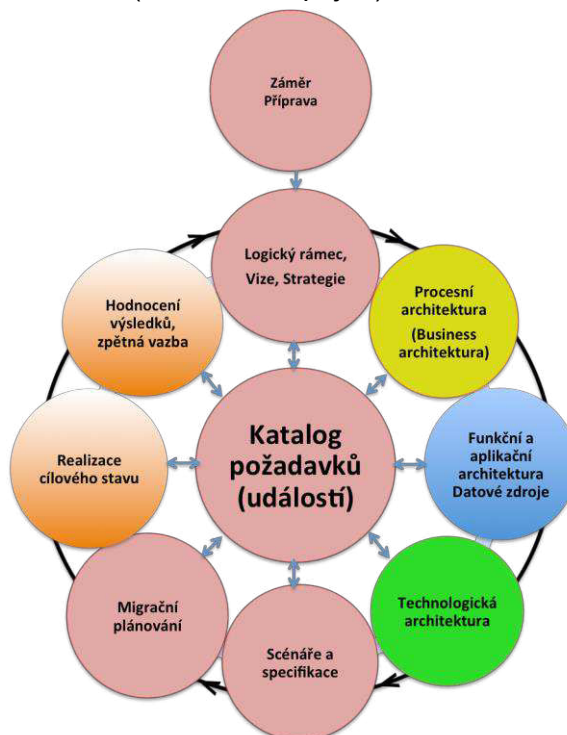 Záměr
Příprava
Logický rámec,
Vize, Strategie
Procesní
architektura
(Business
architektura)
Funkční a
aplikační
architektura
Datové zdroje
Technologická
architektura
Scénáře a
specifikace
Migrační
plánování
Realizace
cílového stavu
Hodnocení
výsledků,
zpětná vazba
Katalog
požadavků
(událostí)